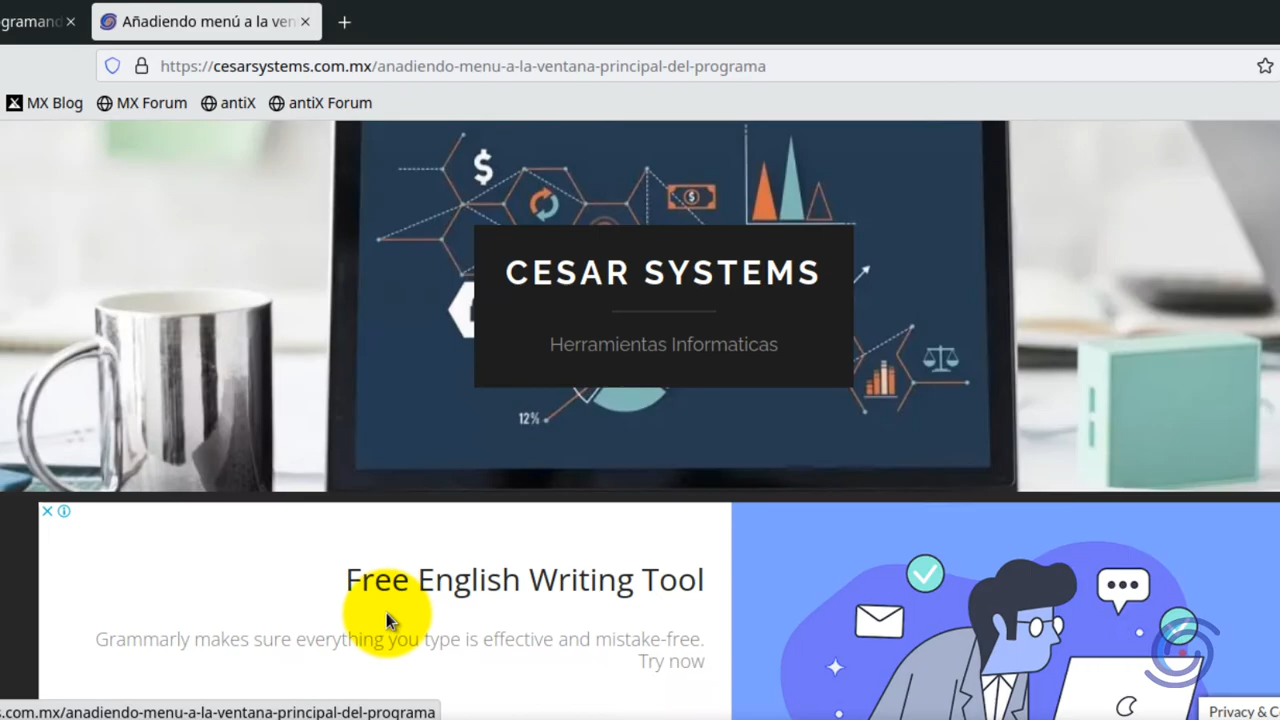 gramand
Añadiendo menú a la ven
https://cesarsystems.com.mx/anadiendo-menu-a-la-ventana-principal-del-programa
MX Blog MX Forum antiX antiX Forum
$
$
CESAR SYSTEMS
Herramientas Informaticas
12%
Free English Writing Tool
Grammarly makes sure everything you type is effective and mistake-free.
Try now
s.com.mx/anadiendo-menu-a-la-ventana-principal-del-programa
Privacy & C